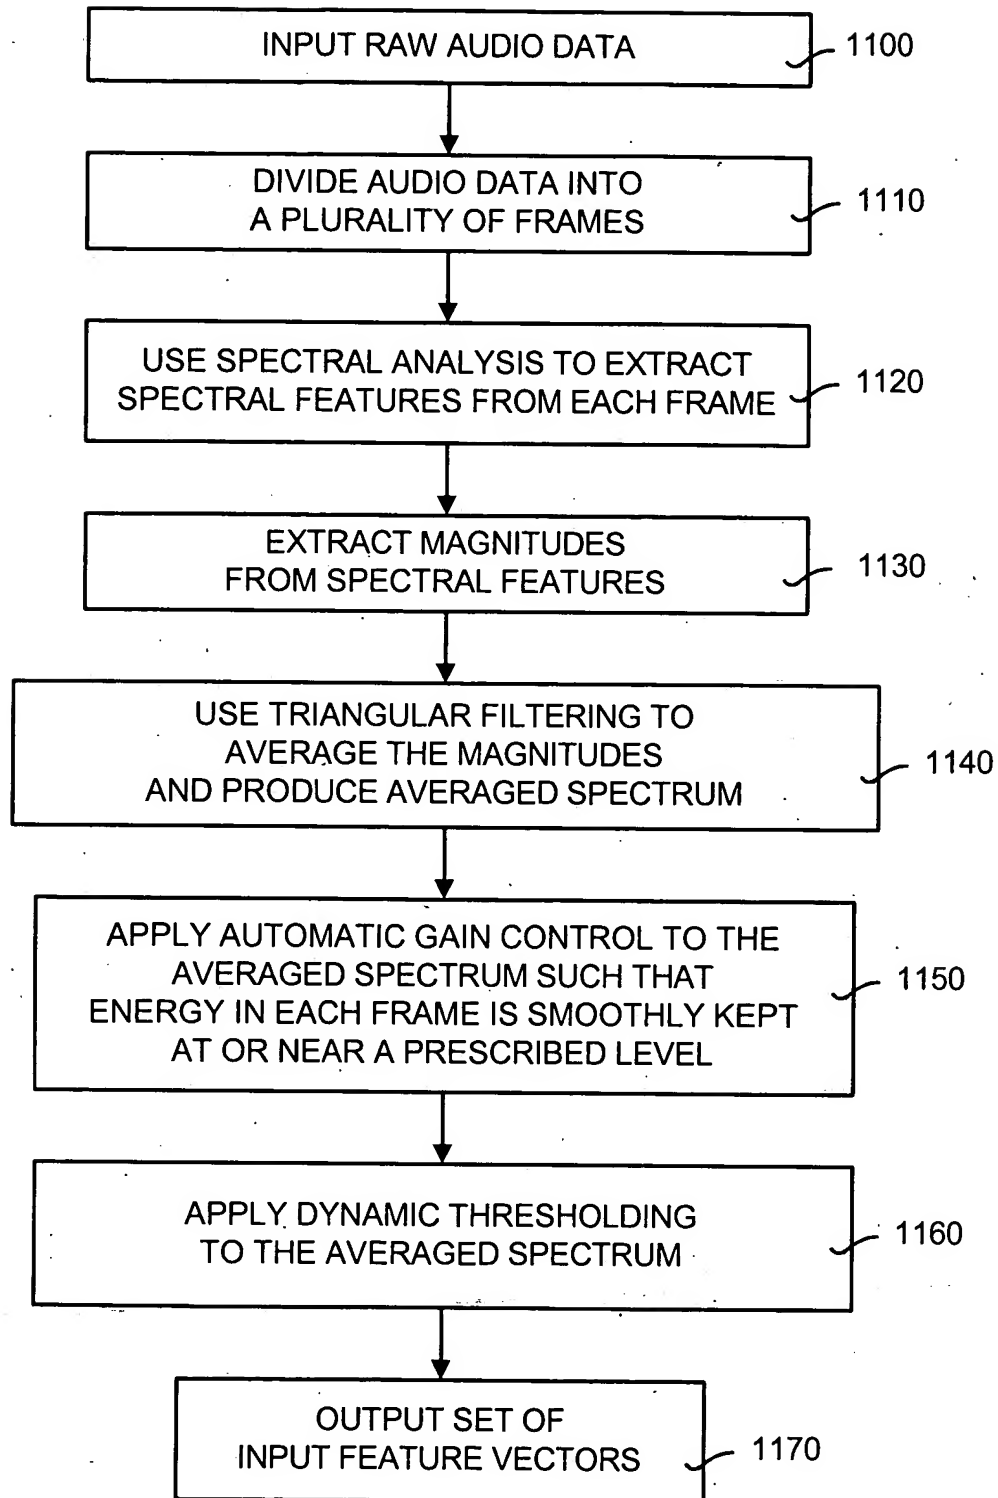 INPUT RAW AUDIO DATA
1100
DIVIDE AUDIO DATA INTO
A PLURALITY OF FRAMES
1110
USE SPECTRAL ANALYSIS TO EXTRACT
SPECTRAL FEATURES FROM EACH FRAME
1120
EXTRACT MAGNITUDES
FROM SPECTRAL FEATURES
1130
USE TRIANGULAR FILTERING TO
AVERAGE THE MAGNITUDES
AND PRODUCE AVERAGED SPECTRUM
1140
APPLY AUTOMATIC GAIN CONTROL TO THE
AVERAGED SPECTRUM SUCH THAT
ENERGY IN EACH FRAME IS SMOOTHLY KEPT
AT OR NEAR A PRESCRIBED LEVEL
1150
APPLY DYNAMIC THRESHOLDING
TO THE AVERAGED SPECTRUM
1160
OUTPUT SET OF
INPUT FEATURE VECTORS
1170